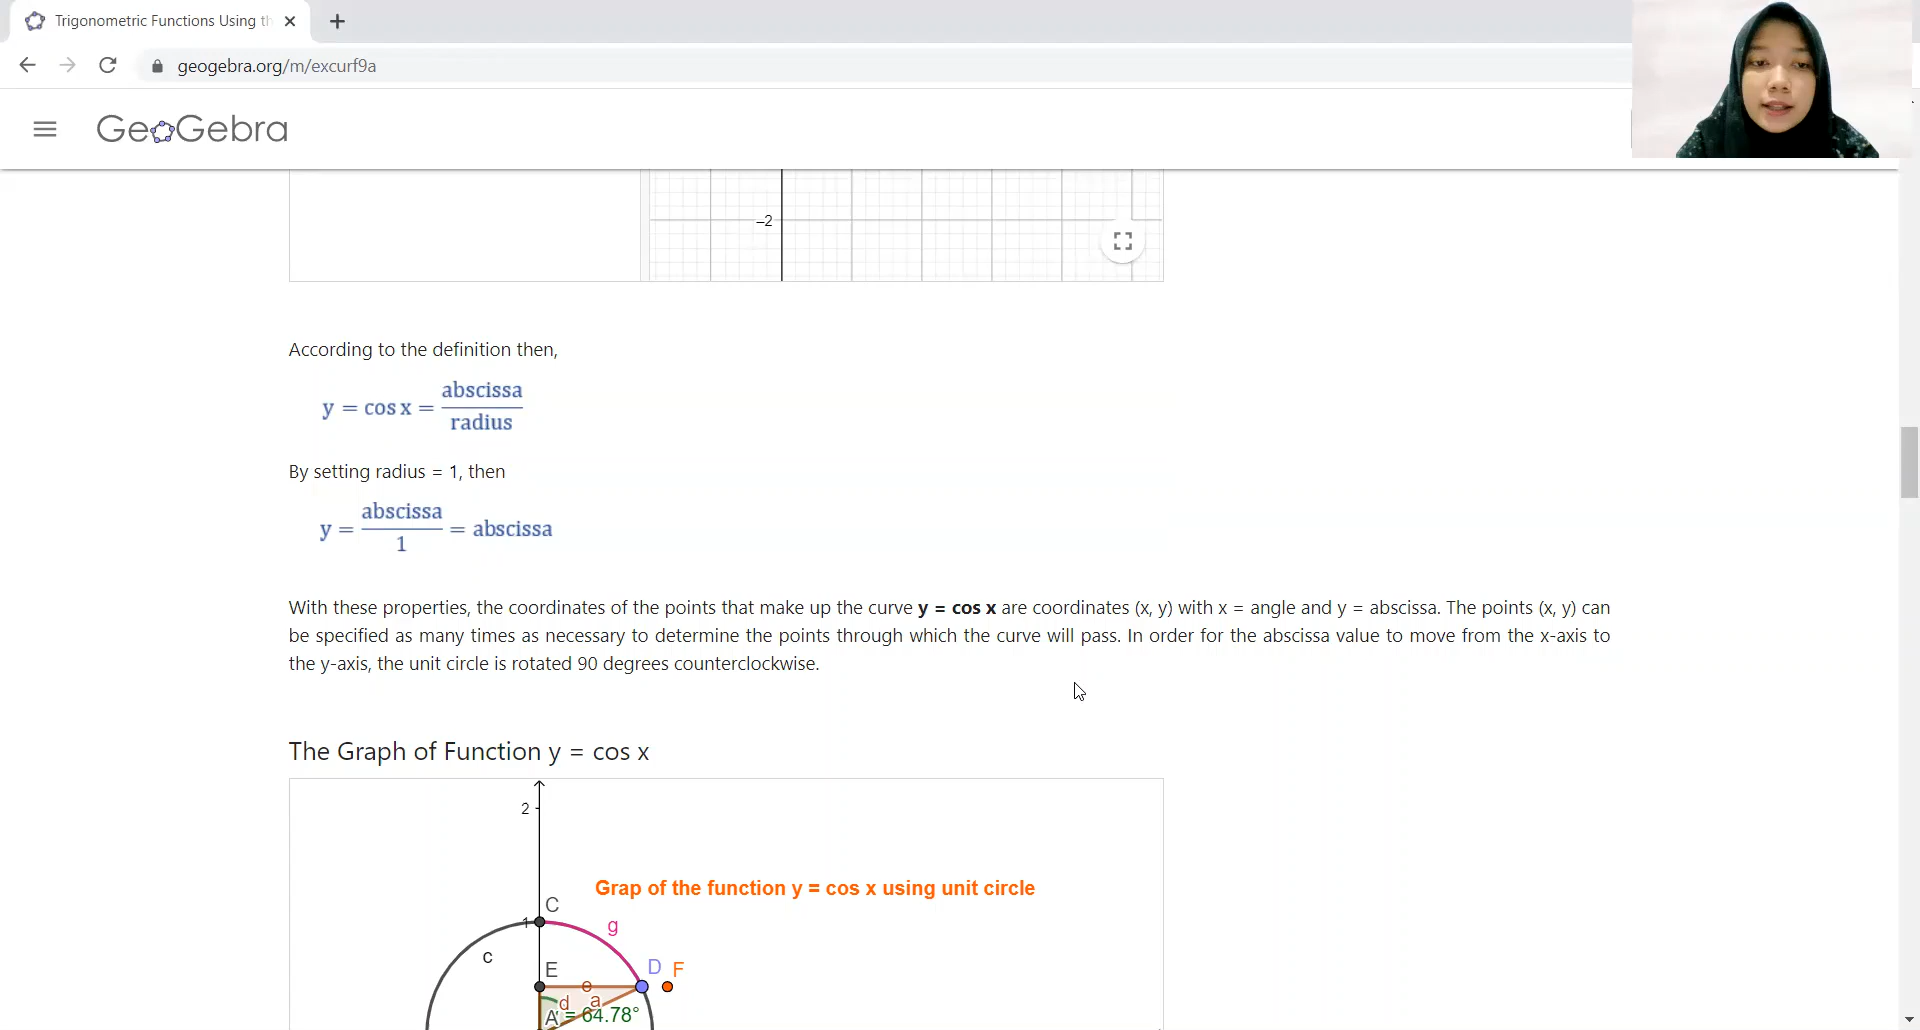 Trigonometric Functions Using th
geogebra.org/m/excurf9a
GeoGebra
–2
According to the definition then,
y = cos x = abscissa / radius
By setting radius = 1, then
y = abscissa / 1 = abscissa
With these properties, the coordinates of the points that make up the curve y = cos x are coordinates (x, y) with x = angle and y = abscissa. The points (x, y) can
be specified as many times as necessary to determine the points through which the curve will pass. In order for the abscissa value to move from the x-axis to
the y-axis, the unit circle is rotated 90 degrees counterclockwise.
The Graph of Function y = cos x
2
Grap of the function y = cos x using unit circle
C
1
g
c
E
D
F
e
d
a
A' = 64.78°